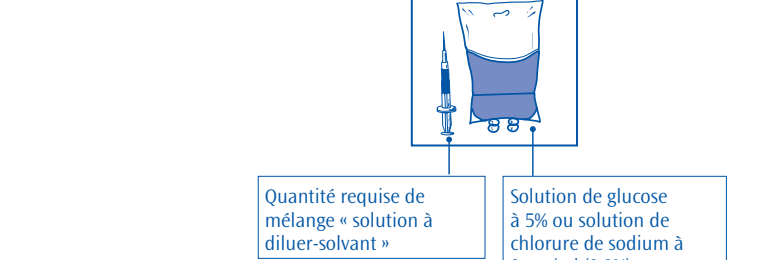 Quantité requise de
mélange « solution à
diluer-solvant »
Solution de glucose
à 5% ou solution de
chlorure de sodium à